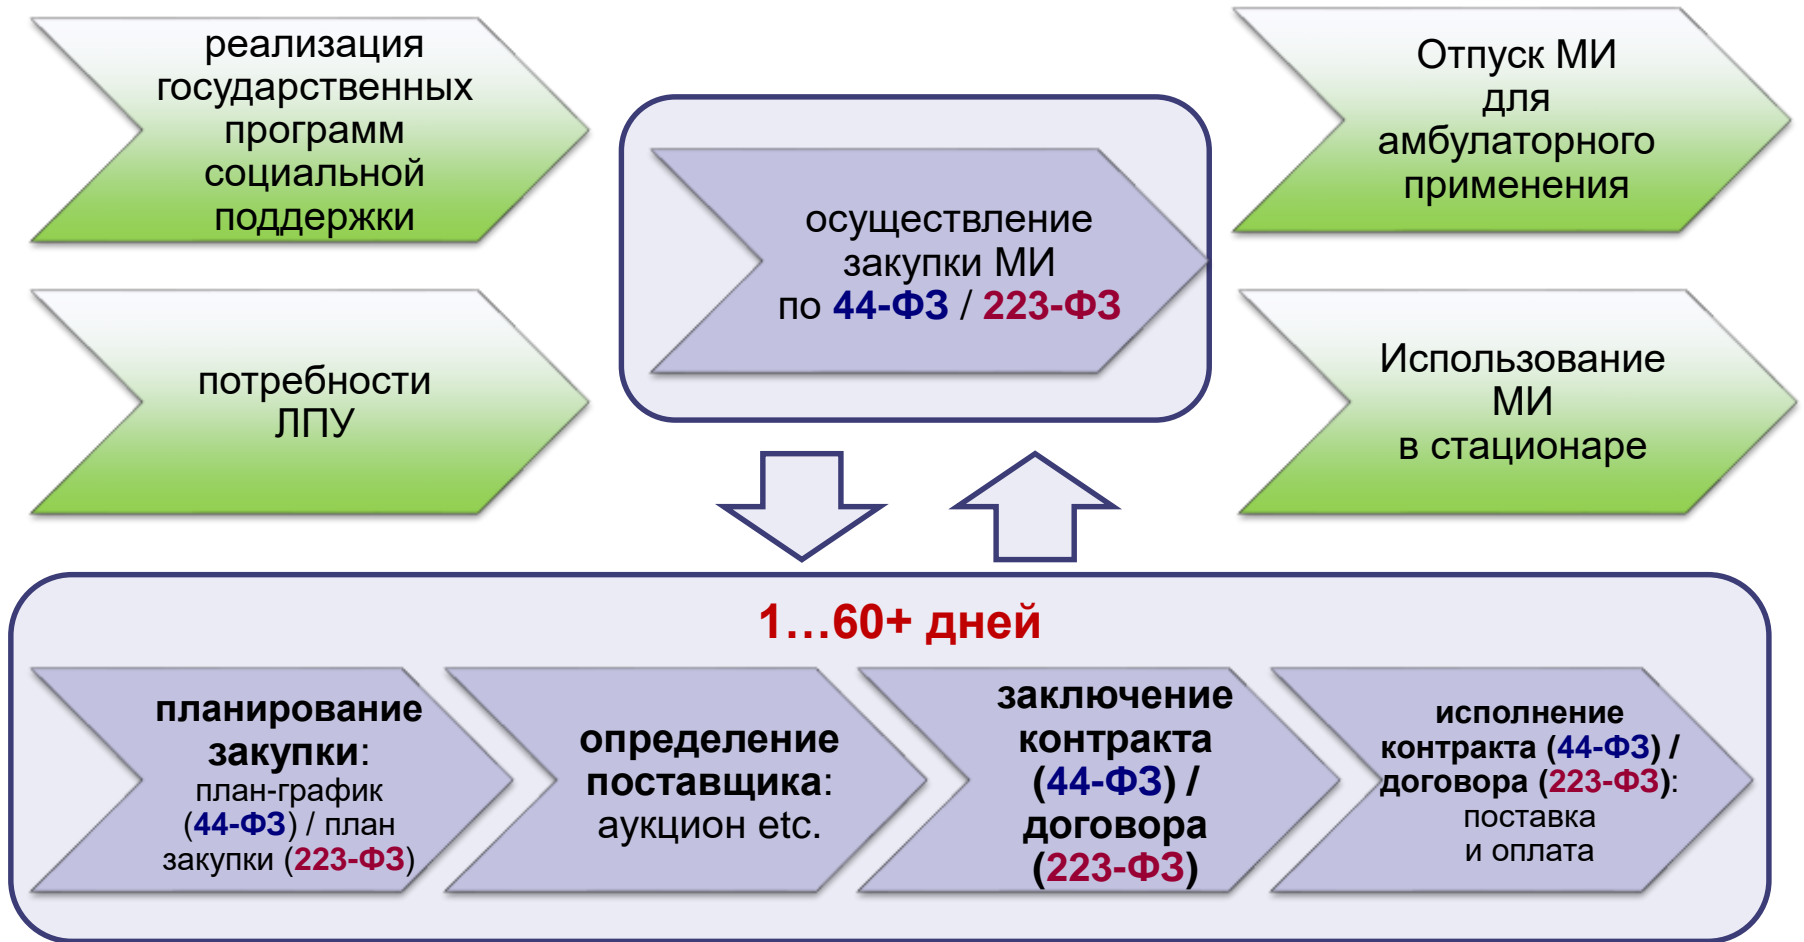 реализация
государственных
программ
социальной
поддержки
потребности
ЛПУ
осуществление
закупки МИ
по 44-ФЗ / 223-ФЗ
Отпуск МИ
для
амбулаторного
применения
Использование
МИ
в стационаре
1…60+ дней
планирование
закупки:
план-график
(44-ФЗ) / план
закупки (223-ФЗ)
определение
поставщика:
аукцион etc.
заключение
контракта
(44-ФЗ) /
договора
(223-ФЗ)
исполнение
контракта (44-ФЗ) /
договора (223-ФЗ):
поставка
и оплата